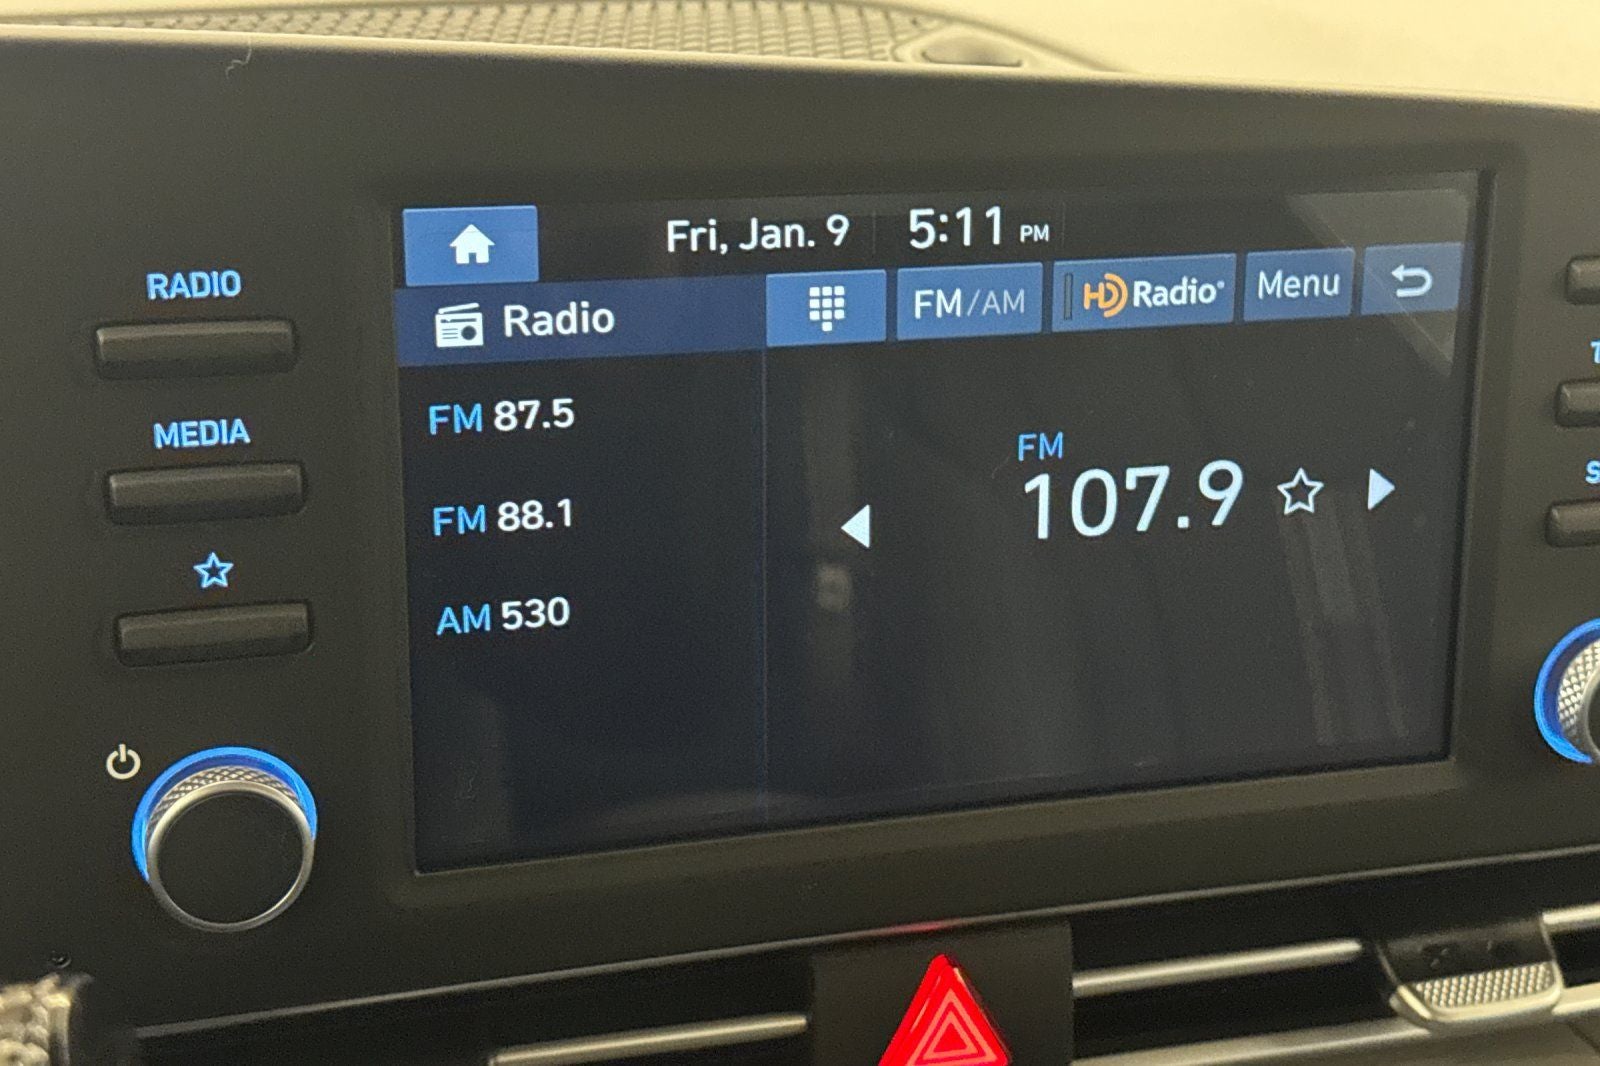 Fri, Jan. 9 5:11 PM
RADIO
Radio FM/AM HD Radio® Menu
FM 87.5
MEDIA
FM
107.9
FM 88.1
AM 530